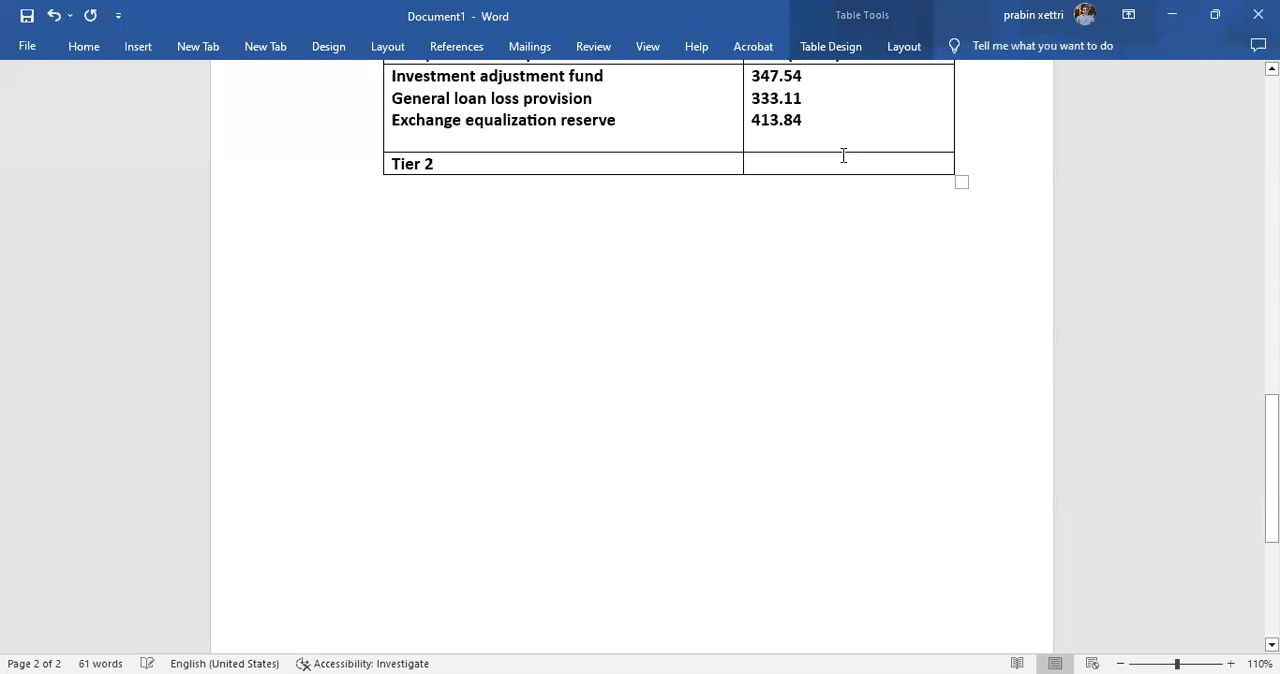 Document1 - Word
Table Tools
prabin xettri
File
Home
Insert
New Tab
New Tab
Design
Layout
References
Mailings
Review
View
Help
Acrobat
Table Design
Layout
Tell me what you want to do
Investment adjustment fund 347.54
General loan loss provision 333.11
Exchange equalization reserve 413.84
Tier 2
Page 2 of 2
61 words
English (United States)
Accessibility: Investigate
110%